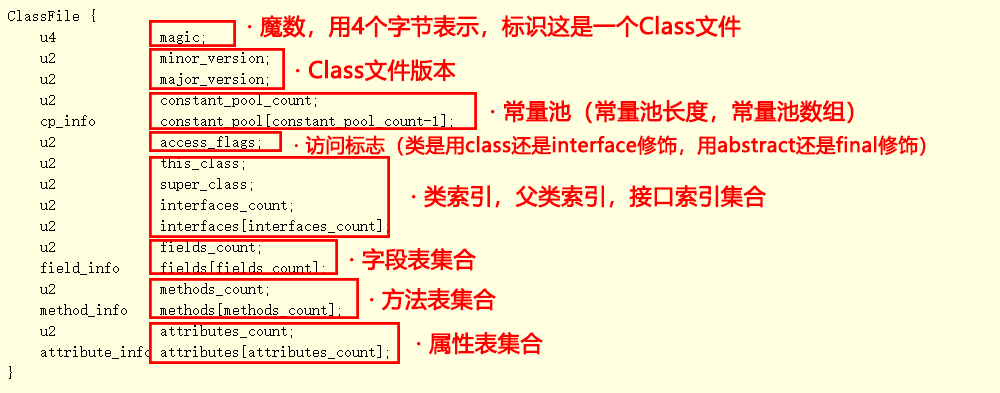 ClassFile {
u4 magic; · 魔数，用4个字节表示，标识这是一个Class文件
u2 minor_version;
u2 major_version; · Class文件版本
u2 constant_pool_count;
cp_info constant_pool[constant_pool_count-1]; · 常量池（常量池长度，常量池数组）
u2 access_flags; · 访问标志（类是用class还是interface修饰，用abstract还是final修饰）
u2 this_class;
u2 super_class;
u2 interfaces_count; · 类索引，父类索引，接口索引集合
u2 interfaces[interfaces_count]
u2 fields_count;
field_info fields[fields_count]; · 字段表集合
u2 methods_count;
method_info methods[methods_count]; · 方法表集合
u2 attributes_count;
attribute_info attributes[attributes_count]; · 属性表集合
}